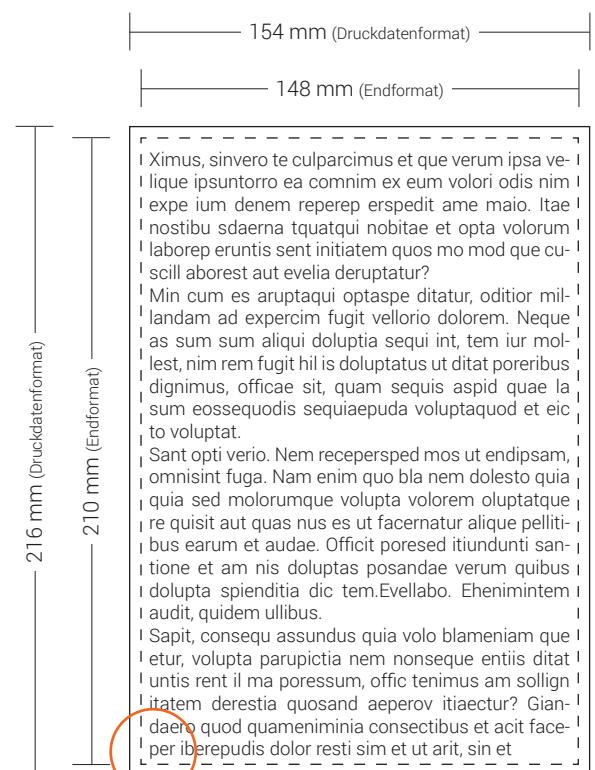 154 mm (Druckdatenformat)
148 mm (Endformat)
216 mm (Druckdatenformat)
210 mm (Endformat)
Ximus, sinvero te culparcimus et que verum ipsa ve-
lique ipsuntorro ea comnim ex eum volori odis nim
expe ium denem reperep erspedit ame maio. Itae
nostibu sdaerna tquatqui nobitae et opta volorum
laborep eruntis sent initiatem quos mo mod que cu-
scill aborest aut evelia deruptatur?
Min cum es aruptaqui optaspe ditatur, oditior mil-
landam ad expercim fugit vellorio dolorem. Neque
as sum sum aliqui doluptia sequi int, tem iur mol-
lest, nim rem fugit hil is doluptatus ut ditat poreribus
dignimus, officae sit, quam sequis aspid quae la
sum eossequodis sequiaepuda voluptaquod et eic
to voluptat.
Sant opti verio. Nem recepersped mos ut endipsam,
omnisint fuga. Nam enim quo bla nem dolesto quia
quia sed molorumque volupta volorem oluptatque
re quisit aut quas nus es ut facernatur alique pelliti-
bus earum et audae. Officit poresed itiundunti san-
tione et am nis doluptas posandae verum quibus
dolupta spienditia dic tem.Evellabo. Ehenimintem
audit, quidem ullibus.
Sapit, consequ assundus quia volo blameniam que
etur, volupta parupictia nem nonseque entiis ditat
untis rent il ma poressum, offic tenimus am sollign
itatem derestia quosand aeperov itiaectur? Gian-
daero quod quameniminia consectibus et acit face-
per iberepudis dolor resti sim et ut arit, sin et